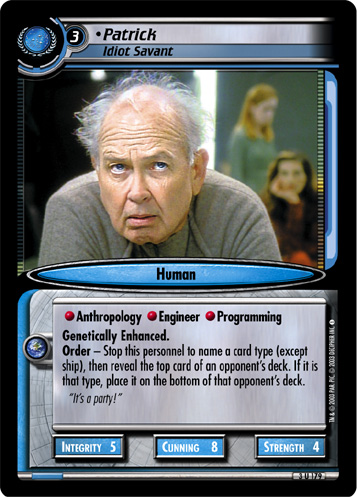 3
•Patrick
Idiot Savant
Human
Anthropology Engineer Programming
Genetically Enhanced.
Order – Stop this personnel to name a card type (except
ship), then reveal the top card of an opponent's deck. If it is
that type, place it on the bottom of that opponent's deck.
"It's a party!"
INTEGRITY 5 CUNNING 8 STRENGTH 4
TM & © 2003 PAR. PIC. © 2003 DECIPHER INC.
3 U 179